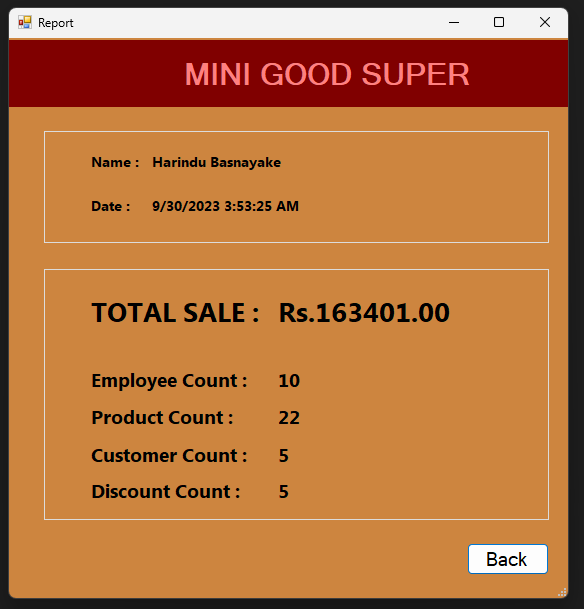 Report
MINI GOOD SUPER
Name : Harindu Basnayake
Date : 9/30/2023 3:53:25 AM
TOTAL SALE : Rs.163401.00
Employee Count : 10
Product Count : 22
Customer Count : 5
Discount Count : 5
Back